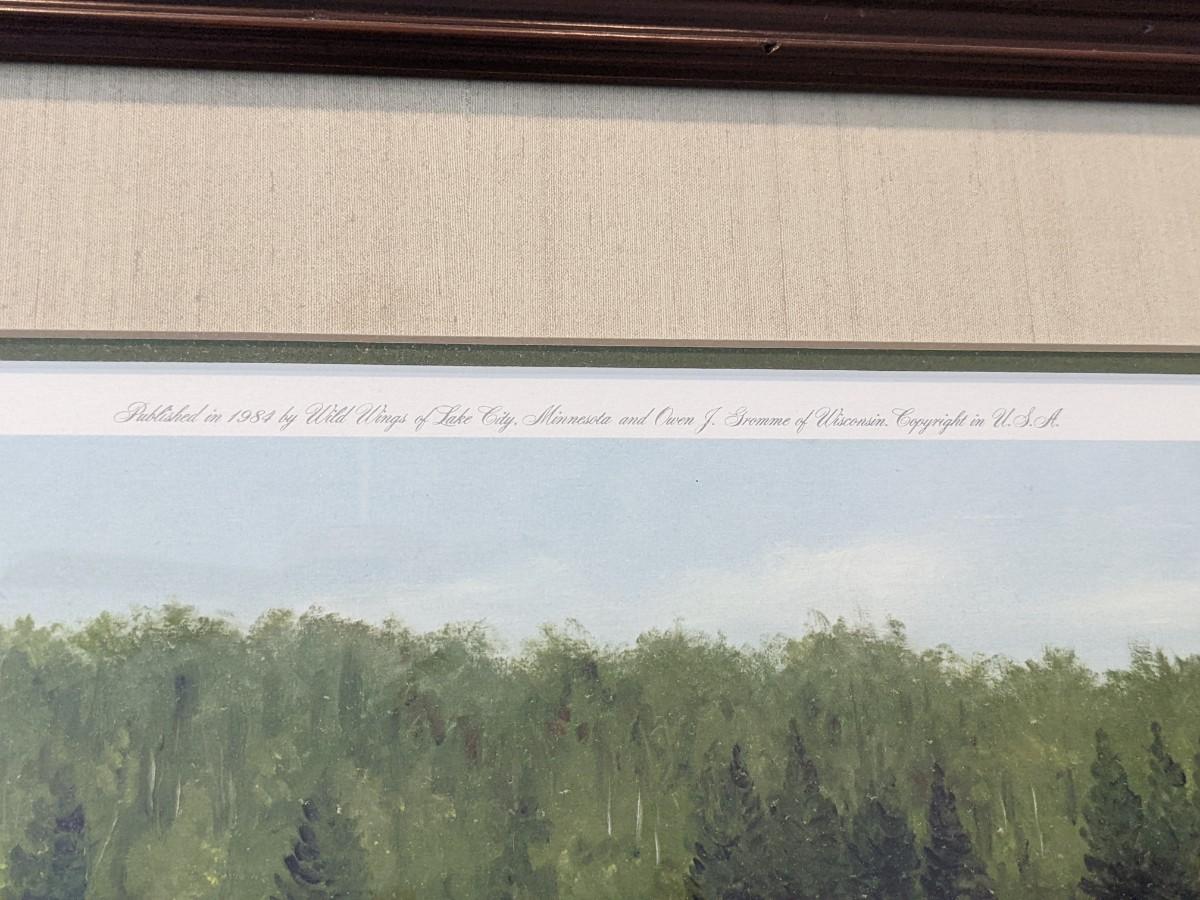 Published in 1984 by Wild Wings of Lake City, Minnesota and Owen J. Gromme of Wisconsin. Copyright in U.S.A.